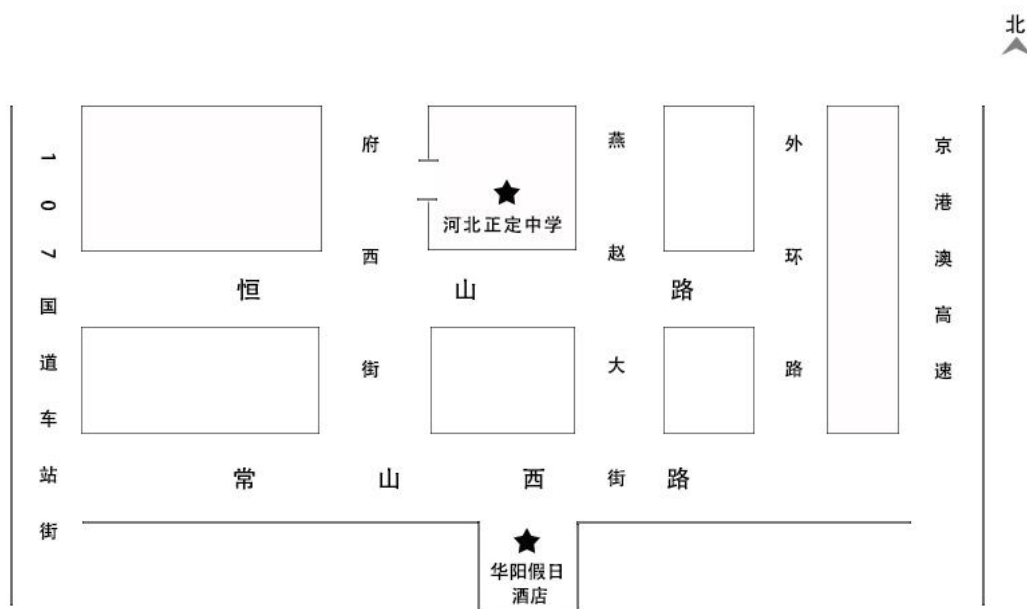 北
107国道车站街
府西街
燕赵大街
外环路
京港澳高速
河北正定中学
恒山路
常山西路
华阳假日
酒店